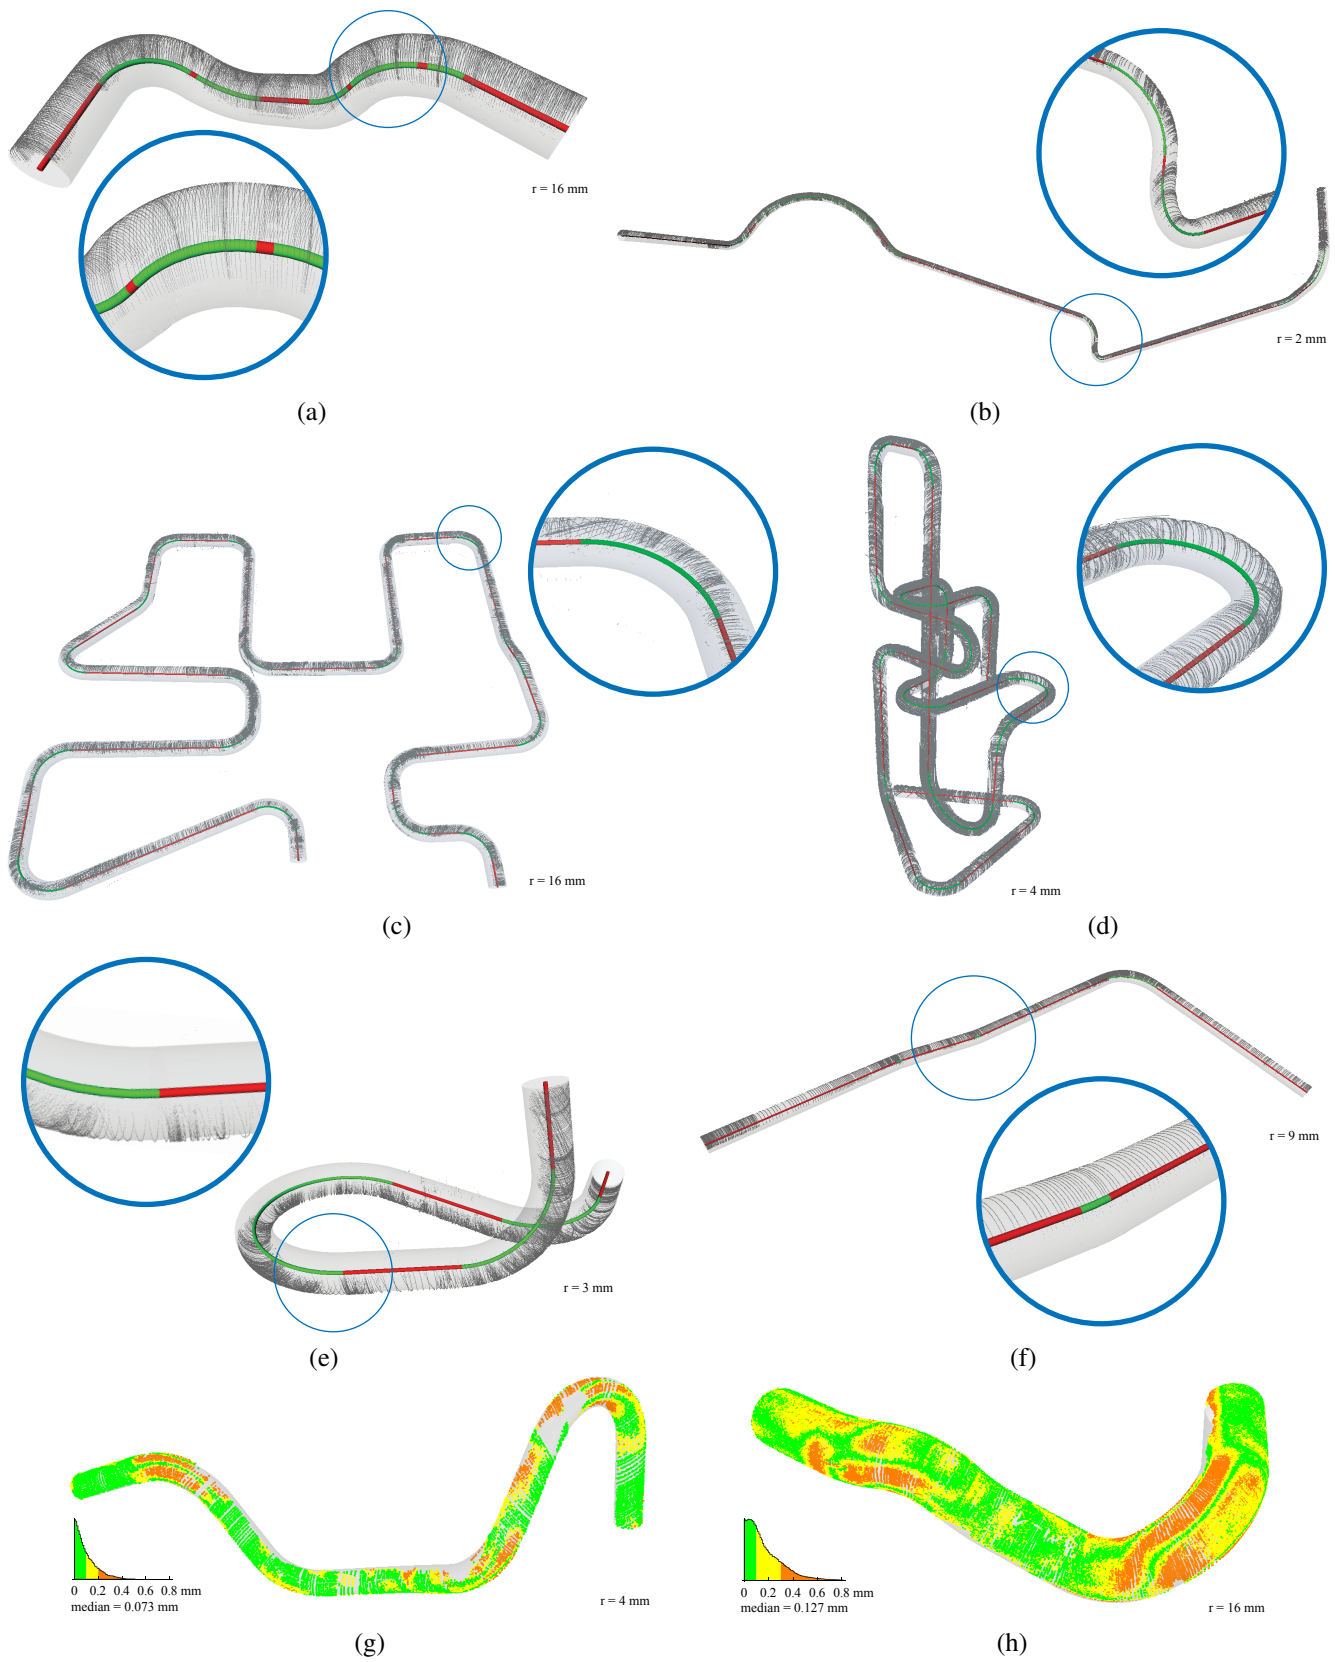 r = 16 mm
(a)
r = 2 mm
(b)
r = 16 mm
(c)
r = 4 mm
(d)
r = 3 mm
(e)
r = 9 mm
(f)
0 0.2 0.4 0.6 0.8 mm
median = 0.073 mm
r = 4 mm
(g)
0 0.2 0.4 0.6 0.8 mm
median = 0.127 mm
r = 16 mm
(h)